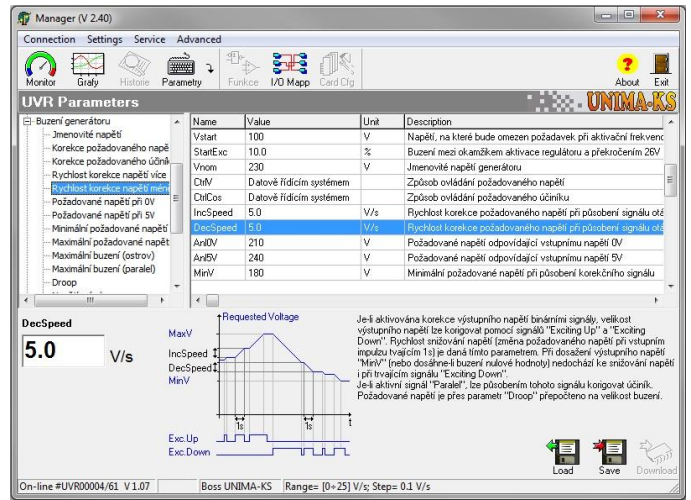 Manager (V 2.40)
Connection Settings Service Advanced
Monitor Grafy Historie Parametry Funkce I/O Mapp Card Cfg About Exit
UVR Parameters UNIMA-KS
Buzení generátoru
Jmenovité napětí
Korekce požadovaného napě
Korekce požadovaného účiník
Rychlost korekce napětí více
Rychlost korekce napětí méně
Požadované napětí při 0V
Požadované napětí při 5V
Minimální požadované napětí
Maximální požadované napět
Maximální buzení (ostrov)
Maximální buzení (paralel)
Droop
Name Value Unit Description
Vstart 100 V Napětí, na které bude omezen požadavek při aktivační frekvenc
StartExc 10.0 % Buzení mezi okamžikem aktivace regulátoru a překročením 26V
Vnom 230 V Jmenovité napětí generátoru
CtrlV Datově řídícím systémem Způsob ovládání požadovaného napětí
CtrlCos Datově řídícím systémem Způsob ovládání požadovaného účiníku
IncSpeed 5.0 V/s Rychlost korekce požadovaného napětí při působení signálu otá
DecSpeed 5.0 V/s Rychlost korekce požadovaného napětí při působení signálu otá
Anl0V 210 V Požadované napětí odpovídající vstupnímu napětí 0V
Anl5V 240 V Požadované napětí odpovídající vstupnímu napětí 5V
MinV 180 V Minimální požadované napětí při působení korekčního signálu
DecSpeed
5.0 V/s
Requested Voltage
MaxV
IncSpeed
DecSpeed
MinV
1s 1s t
Exc.Up
Exc.Down
Je-li aktivována korekce výstupního napětí binárními signály, velikost
výstupního napětí lze korigovat pomocí signálů "Exciting Up" a "Exciting
Down". Rychlost snižování napětí (změna požadovaného napětí při vstupním
impulzu tvajícím 1s) je daná tímto parametrem. Při dosažení výstupního napětí
"MinV" (nebo dosáhne-li buzení nulové hodnoty) nedochází ke snižování napětí
i při trvajícím signálu "Exciting Down".
Je-li aktivní signál "Paralel", lze působením tohoto signálu korigovat účiník.
Požadované napětí je přes parametr "Droop" přepočteno na velikost buzení.
Load Save Download
On-line #UVR00004/61 V 1.07 Boss UNIMA-KS Range= [0÷25] V/s; Step= 0.1 V/s